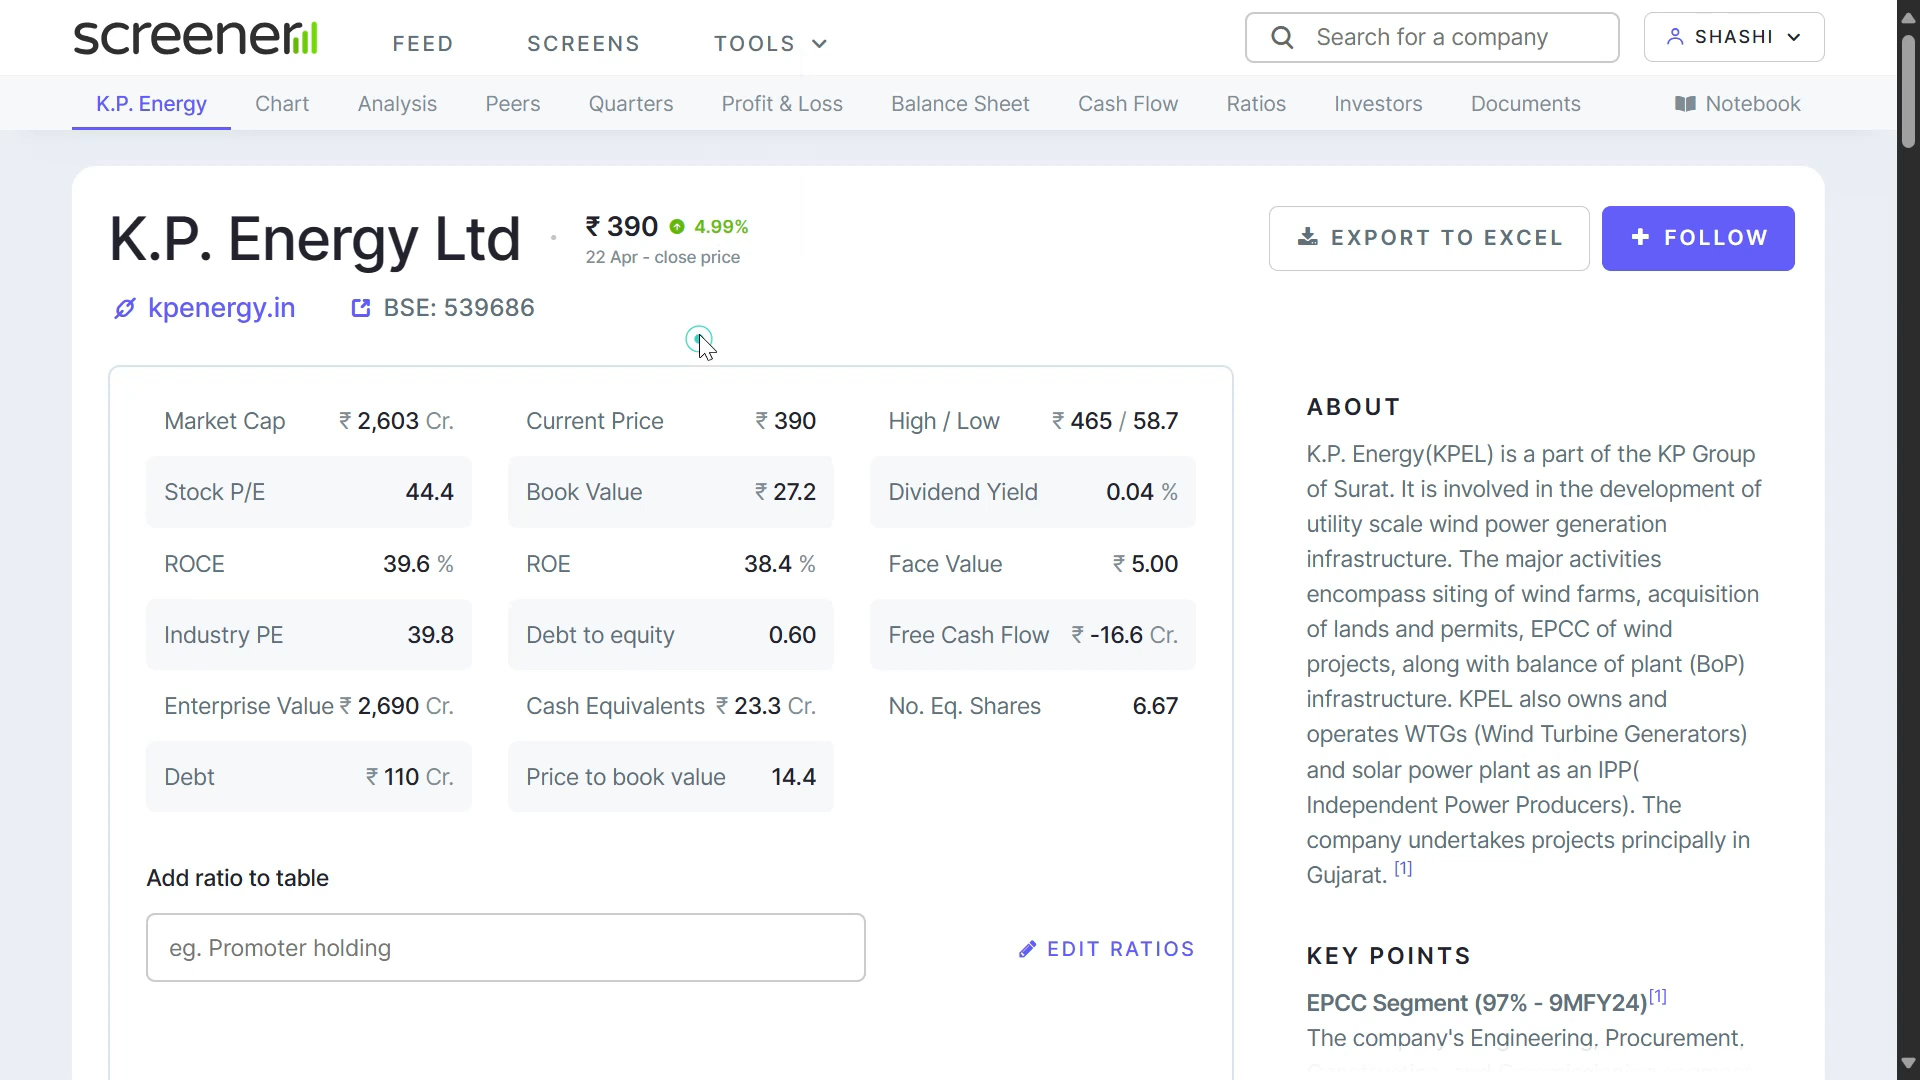 screener
FEED
SCREENS
TOOLS
Search for a company
SHASHI
K.P. Energy
Chart
Analysis
Peers
Quarters
Profit & Loss
Balance Sheet
Cash Flow
Ratios
Investors
Documents
Notebook
K.P. Energy Ltd
₹ 390 4.99%
22 Apr - close price
EXPORT TO EXCEL
FOLLOW
kpenergy.in
BSE: 539686
Market Cap ₹ 2,603 Cr.
Current Price ₹ 390
High / Low ₹ 465 / 58.7
Stock P/E 44.4
Book Value ₹ 27.2
Dividend Yield 0.04 %
ROCE 39.6 %
ROE 38.4 %
Face Value ₹ 5.00
Industry PE 39.8
Debt to equity 0.60
Free Cash Flow ₹ -16.6 Cr.
Enterprise Value ₹ 2,690 Cr.
Cash Equivalents ₹ 23.3 Cr.
No. Eq. Shares 6.67
Debt ₹ 110 Cr.
Price to book value 14.4
Add ratio to table
eg. Promoter holding
EDIT RATIOS
ABOUT
K.P. Energy(KPEL) is a part of the KP Group
of Surat. It is involved in the development of
utility scale wind power generation
infrastructure. The major activities
encompass siting of wind farms, acquisition
of lands and permits, EPCC of wind
projects, along with balance of plant (BoP)
infrastructure. KPEL also owns and
operates WTGs (Wind Turbine Generators)
and solar power plant as an IPP(
Independent Power Producers). The
company undertakes projects principally in
Gujarat. [1]
KEY POINTS
EPCC Segment (97% - 9MFY24)[1]
The company's Engineering, Procurement,